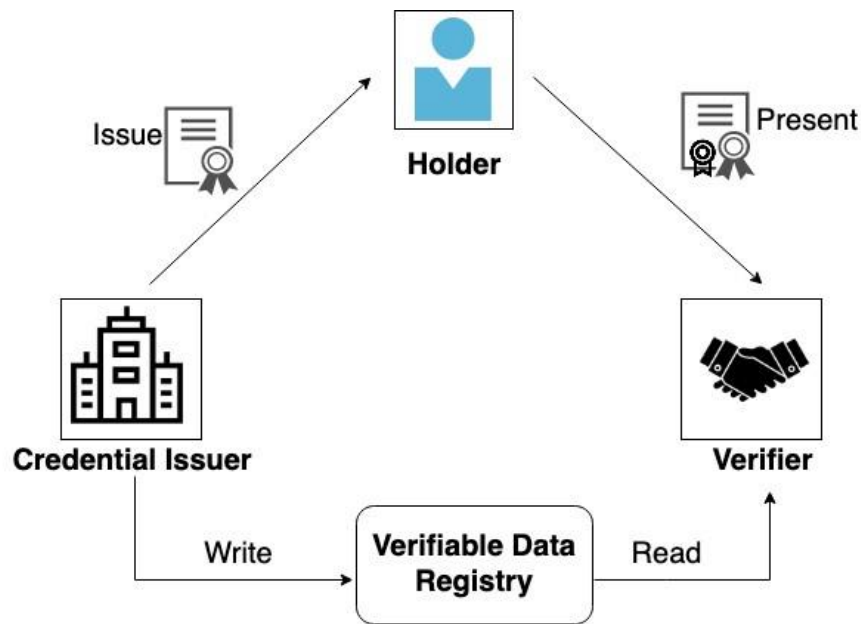 Issue
Present
Holder
Credential Issuer
Verifier
Write
Verifiable Data
Registry
Read